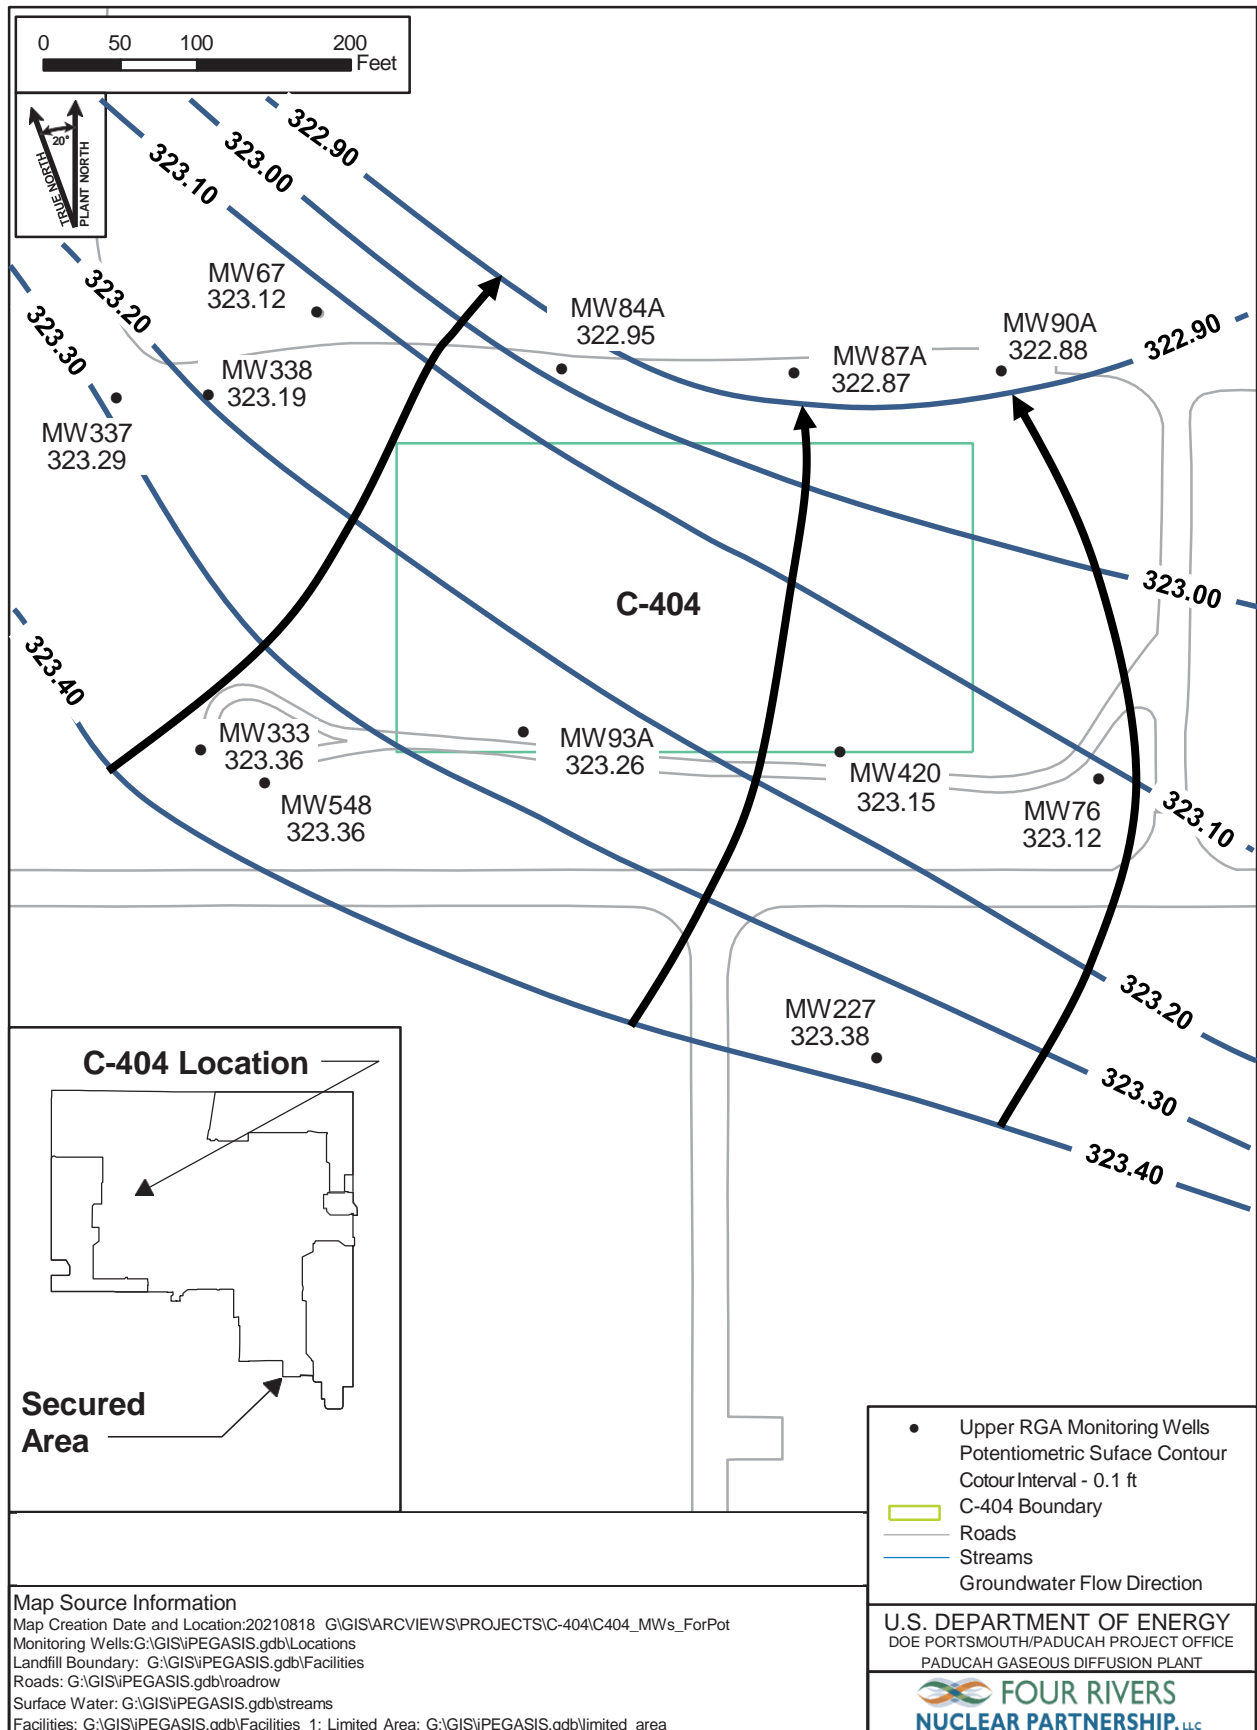 0 50 100 200
Feet
20°
TRUE NORTH
PLANT NORTH
322.90
323.00
323.10
323.20
323.30
323.40
MW67
323.12
MW84A
322.95
MW90A
322.88
322.90
MW87A
322.87
MW338
323.19
MW337
323.29
C-404
323.00
MW333
323.36
MW93A
323.26
MW420
323.15
MW548
323.36
MW76
323.12
323.10
MW227
323.38
323.20
323.30
323.40
C-404 Location
Secured
Area
Upper RGA Monitoring Wells
Potentiometric Suface Contour
Cotour Interval - 0.1 ft
C-404 Boundary
Roads
Streams
Groundwater Flow Direction
Map Source Information
Map Creation Date and Location:20210818 G\GIS\ARCVIEWS\PROJECTS\C-404\C404_MWs_ForPot
Monitoring Wells:G:\GIS\iPEGASIS.gdb\Locations
Landfill Boundary: G:\GIS\iPEGASIS.gdb\Facilities
Roads: G:\GIS\iPEGASIS.gdb\roadrow
Surface Water: G:\GIS\iPEGASIS.gdb\streams
Facilities: G:\GIS\iPEGASIS.gdb\Facilities_1; Limited Area: G:\GIS\iPEGASIS.gdb\limited_area
U.S. DEPARTMENT OF ENERGY
DOE PORTSMOUTH/PADUCAH PROJECT OFFICE
PADUCAH GASEOUS DIFFUSION PLANT
FOUR RIVERS
NUCLEAR PARTNERSHIP, LLC